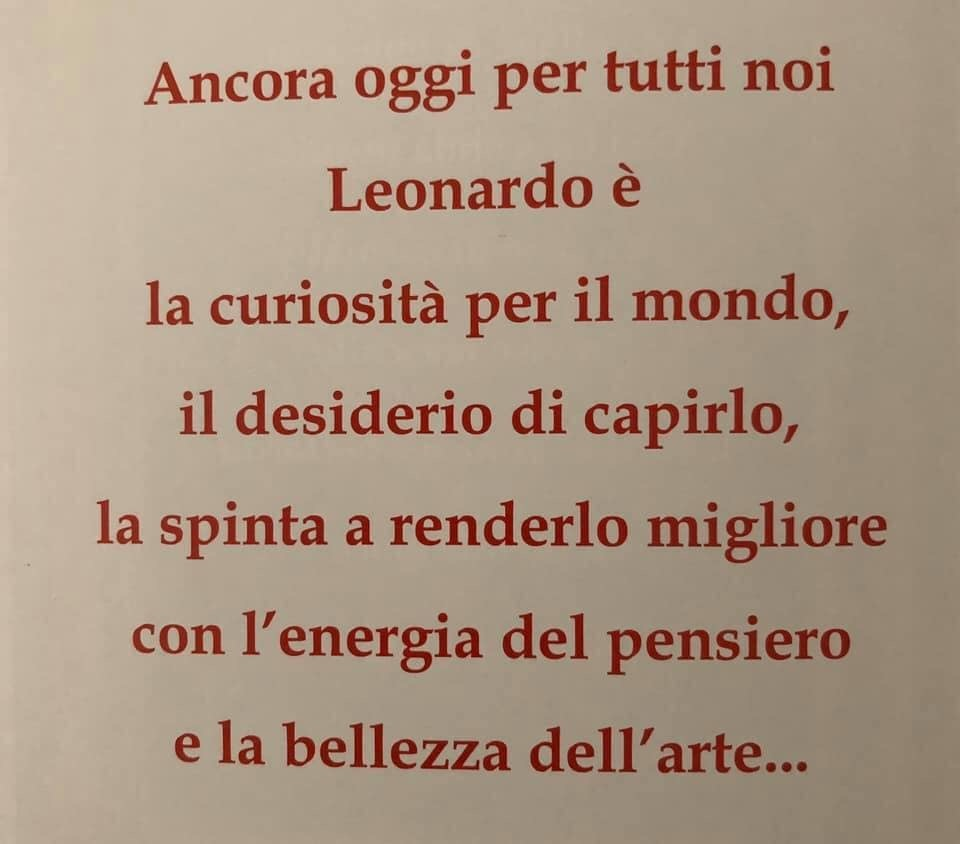 Ancora oggi per tutti noi
Leonardo è
la curiosità per il mondo,
il desiderio di capirlo,
la spinta a renderlo migliore
con l’energia del pensiero
e la bellezza dell’arte...